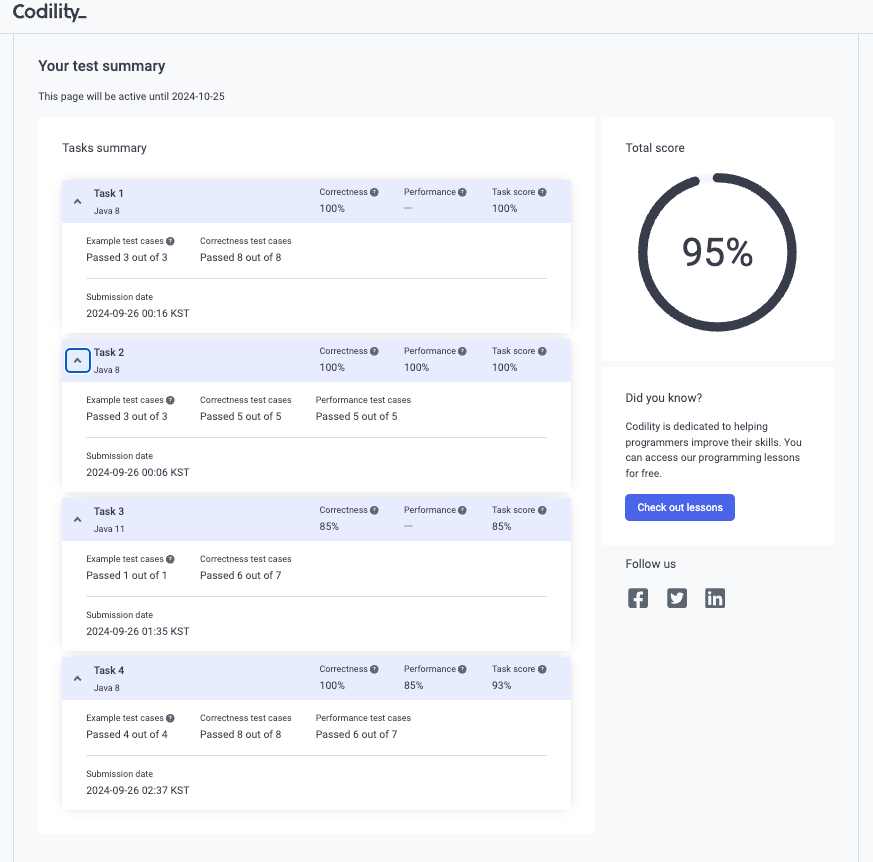 Codility_
Your test summary
This page will be active until 2024-10-25
Tasks summary
Task 1
Java 8
Correctness ? Performance ? Task score ?
100% — 100%
Example test cases ? Correctness test cases
Passed 3 out of 3 Passed 8 out of 8
Submission date
2024-09-26 00:16 KST
Task 2
Java 8
Correctness ? Performance ? Task score ?
100% 100% 100%
Example test cases ? Correctness test cases Performance test cases
Passed 3 out of 3 Passed 5 out of 5 Passed 5 out of 5
Submission date
2024-09-26 00:06 KST
Task 3
Java 11
Correctness ? Performance ? Task score ?
85% — 85%
Example test cases ? Correctness test cases
Passed 1 out of 1 Passed 6 out of 7
Submission date
2024-09-26 01:35 KST
Task 4
Java 8
Correctness ? Performance ? Task score ?
100% 85% 93%
Example test cases ? Correctness test cases Performance test cases
Passed 4 out of 4 Passed 8 out of 8 Passed 6 out of 7
Submission date
2024-09-26 02:37 KST
Total score
95%
Did you know?
Codility is dedicated to helping
programmers improve their skills. You
can access our programming lessons
for free.
Check out lessons
Follow us